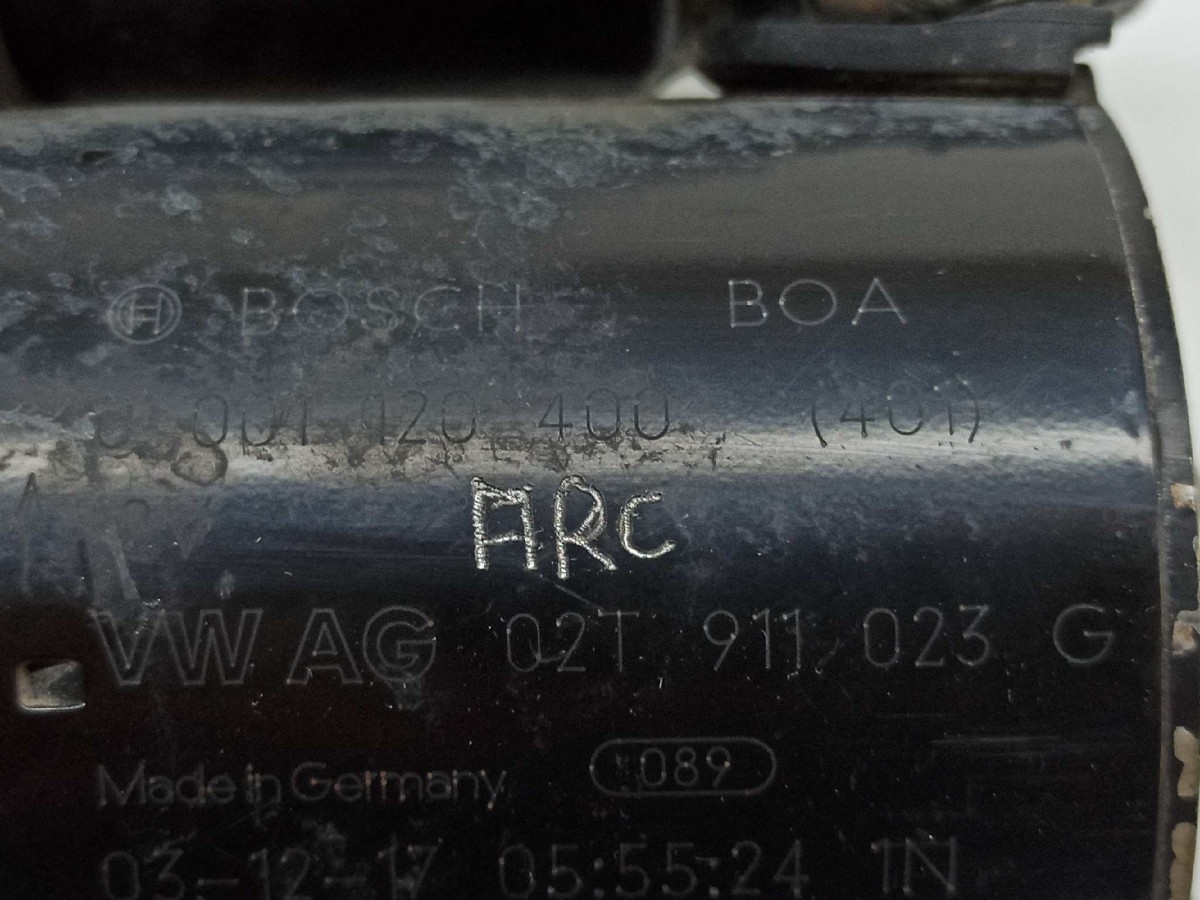 BOSCH BOA
0 001 120 400 (401)
ARC
VW AG 02T 911 023 G
Made in Germany 089
03-12-17 05:55:24 1N